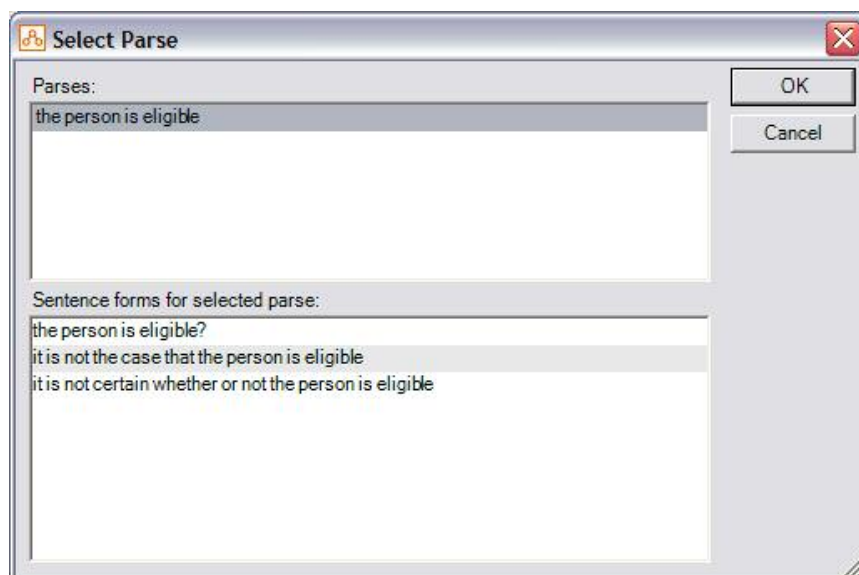 Select Parse
Parses:
OK
the person is eligible
Cancel
Sentence forms for selected parse:
the person is eligible?
it is not the case that the person is eligible
it is not certain whether or not the person is eligible